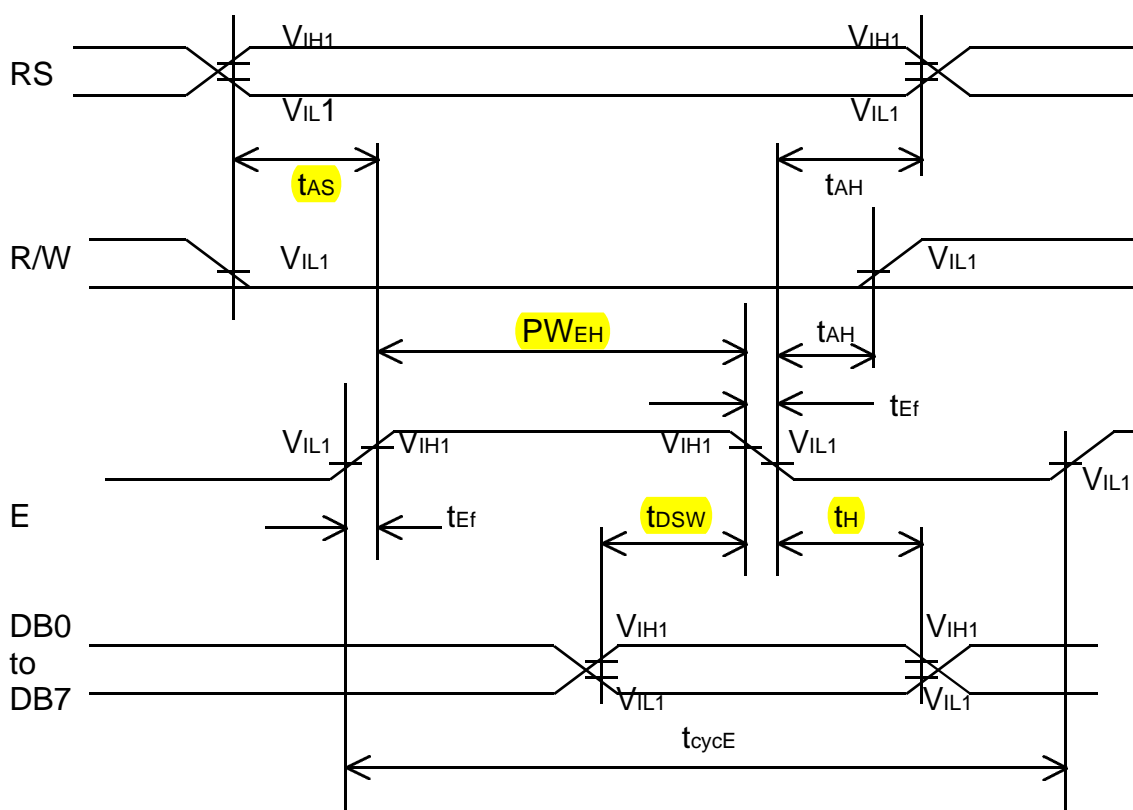 VIH1 VIH1
RS
VIL1 VIL1
tAS tAH
R/W VIL1 VIL1
PWEH tAH
tEf
VIL1 VIH1 VIH1 VIL1
VIL1
E tEf tDSW tH
DB0 VIH1 VIH1
to
DB7 VIL1 VIL1
tcycE